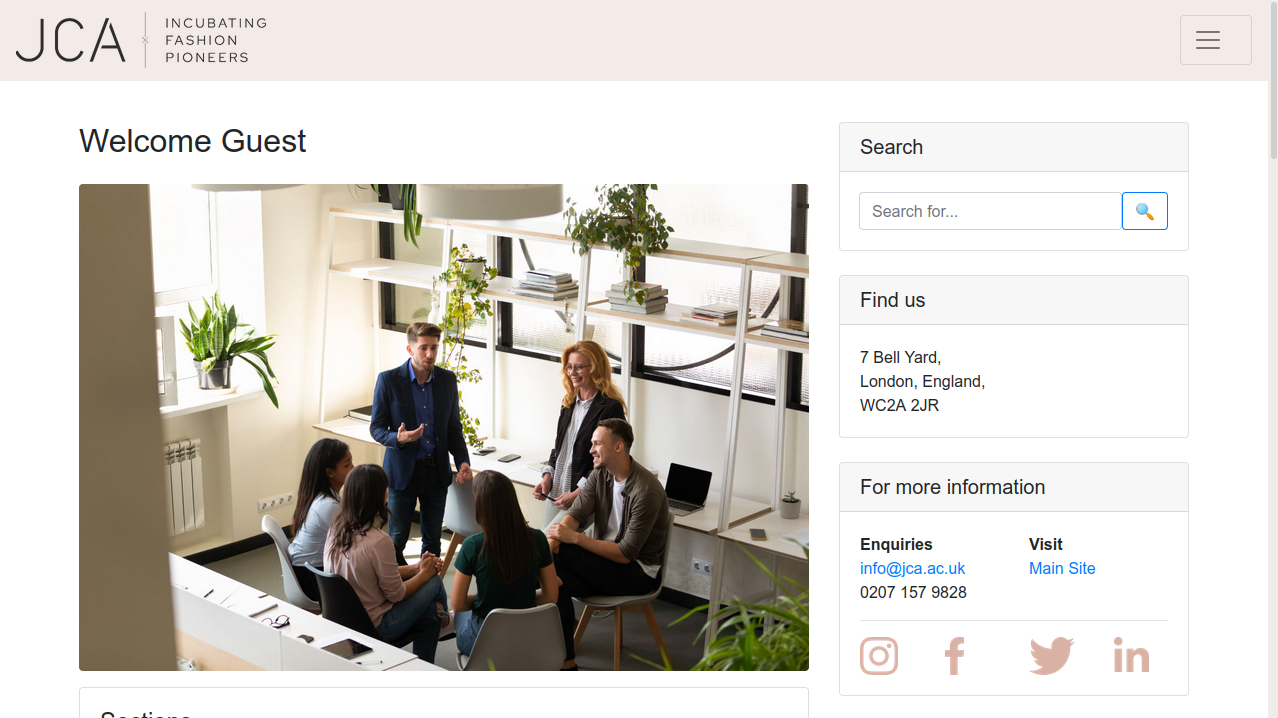 JCA
INCUBATING
FASHION
PIONEERS
Welcome Guest
Search
Search for...
Find us
7 Bell Yard,
London, England,
WC2A 2JR
For more information
Enquiries
info@jca.ac.uk
0207 157 9828
Visit
Main Site
Sections